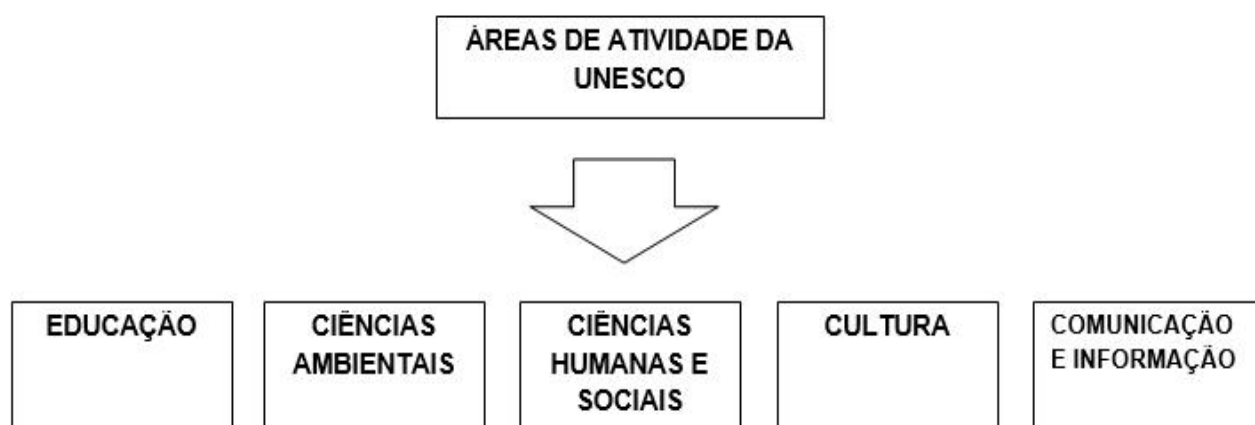 ÁREAS DE ATIVIDADE DA
UNESCO
EDUCAÇÃO
CIÊNCIAS
AMBIENTAIS
CIÊNCIAS
HUMANAS E
SOCIAIS
CULTURA
COMUNICAÇÃO
E INFORMAÇÃO